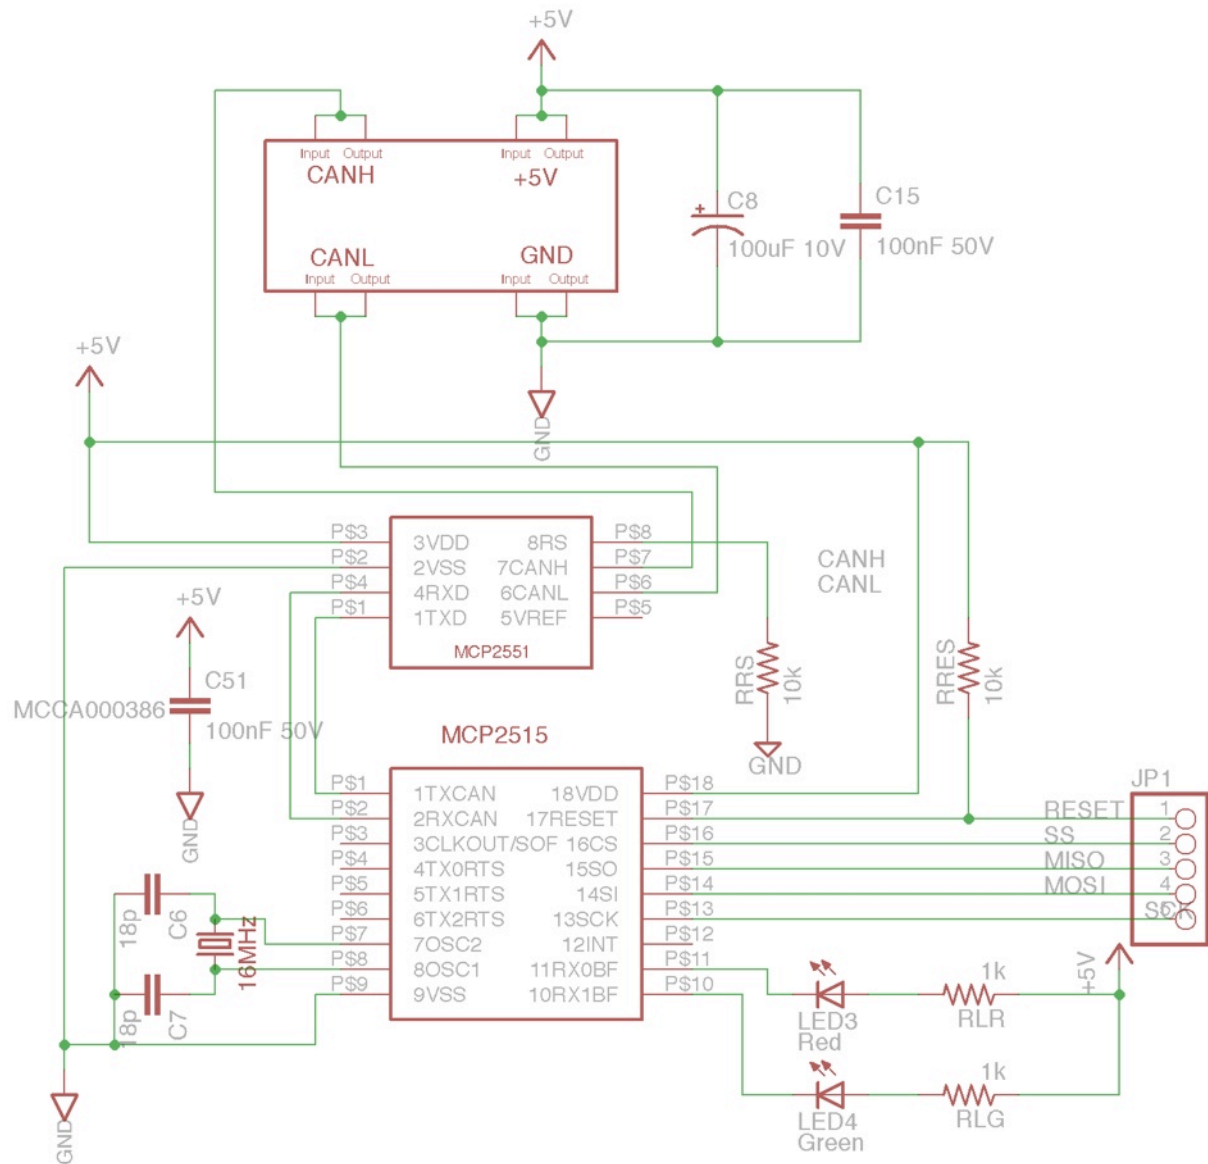 +5V
Input Output Input Output
CANH +5V
C8
C15
100uF 10V
100nF 50V
CANL GND
Input Output Input Output
+5V
GND
P$3 3VDD 8RS P$8
P$2 2VSS 7CANH P$7
P$4 4RXD 6CANL P$6
P$1 1TXD 5VREF P$5
MCP2551
CANH
CANL
+5V
C51
MCCA000386
100nF 50V
GND
RRS
10k
GND
RRES
10k
MCP2515
P$1 1TXCAN 18VDD P$18
P$2 2RXCAN 17RESET P$17
P$3 3CLKOUT/SOF 16CS P$16
P$4 4TX0RTS 15SO P$15
P$5 5TX1RTS 14SI P$14
P$6 6TX2RTS 13SCK P$13
P$7 7OSC2 12INT P$12
P$8 8OSC1 11RX0BF P$11
P$9 9VSS 10RX1BF P$10
JP1
RESET 1
SS 2
MISO 3
MOSI 4
SCK 5
18p
C6
16MHz
18p
C7
GND
+5V
1k
LED3
Red
RLR
1k
LED4
Green
RLG